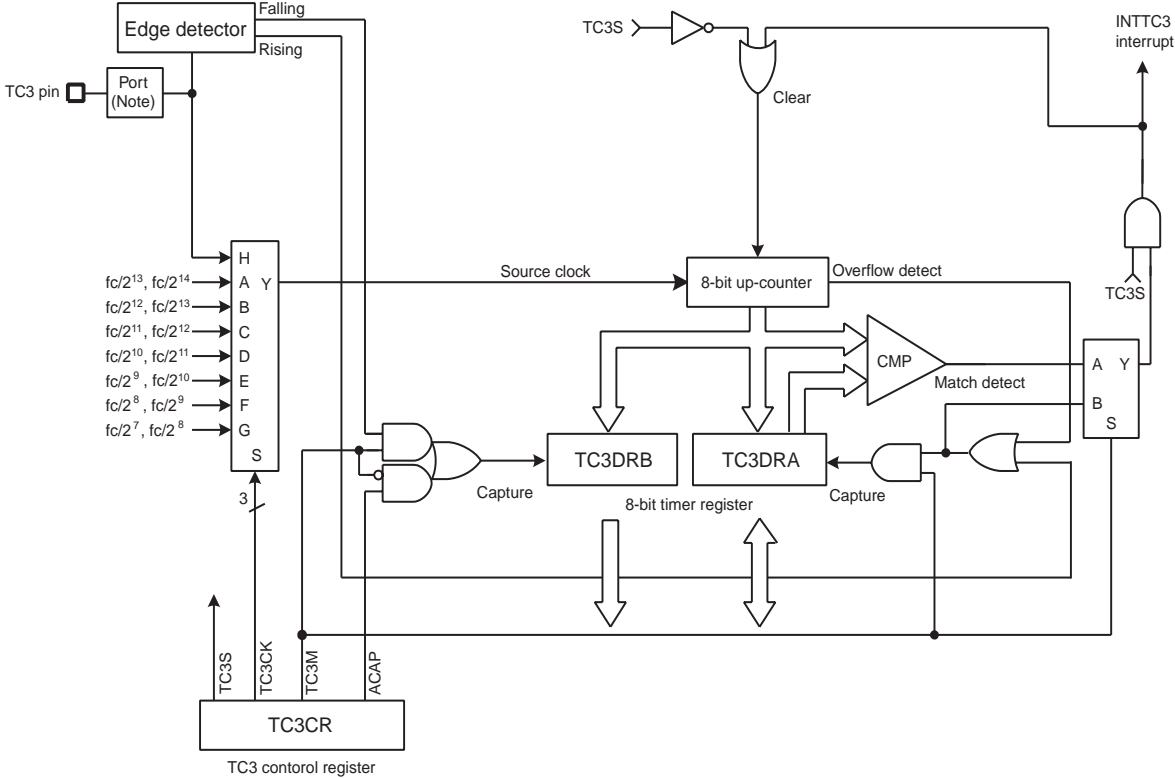 Falling
Edge detector
Rising
TC3 pin
Port
(Note)
TC3S
Clear
INTTC3
interrupt
TC3S
H
fc/2¹³, fc/2¹⁴ A Y
fc/2¹², fc/2¹³ B
fc/2¹¹, fc/2¹² C
fc/2¹⁰, fc/2¹¹ D
fc/2⁹, fc/2¹⁰ E
fc/2⁸, fc/2⁹ F
fc/2⁷, fc/2⁸ G
S
3
Source clock
8-bit up-counter
Overflow detect
CMP
Match detect
A Y
B
S
TC3DRB
TC3DRA
Capture
Capture
8-bit timer register
TC3S
TC3CK
TC3M
ACAP
TC3CR
TC3 contorol register